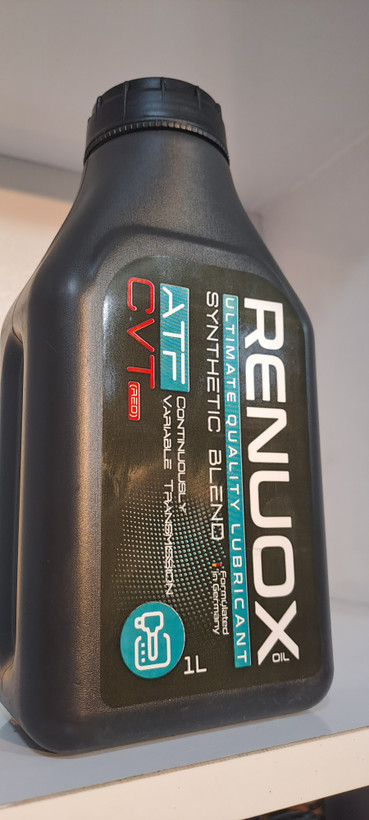 RENUOX
OIL
ULTIMATE QUALITY LUBRICANT
SYNTHETIC BLEND
Formulated
in Germany
ATF
CONTINUOUSLY
VARIABLE TRANSMISSION
CVT
(RED)
1L